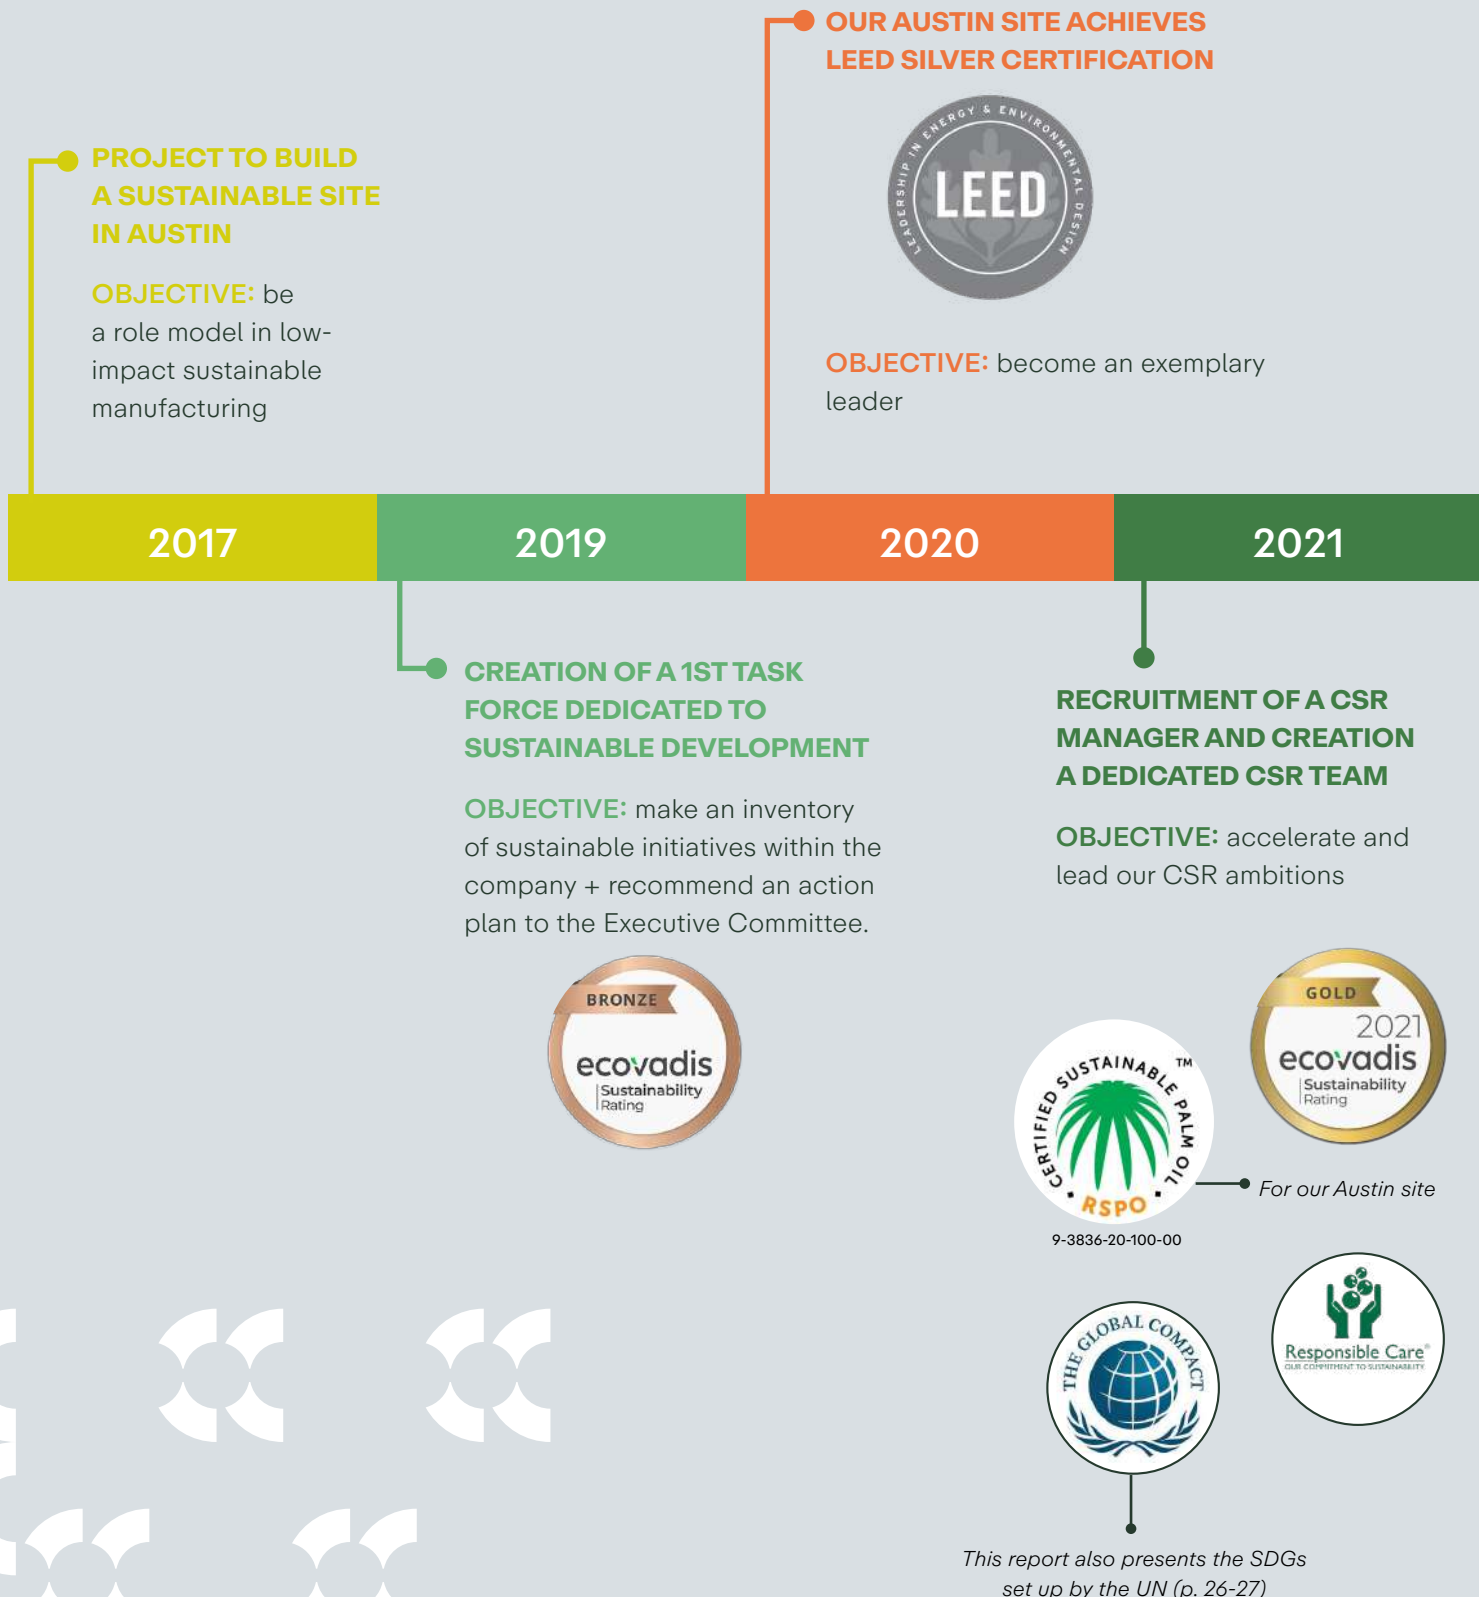 OUR AUSTIN SITE ACHIEVES
LEED SILVER CERTIFICATION
LEADERSHIP IN ENERGY & ENVIRONMENTAL DESIGN
LEED
OBJECTIVE: become an exemplary
leader
PROJECT TO BUILD
A SUSTAINABLE SITE
IN AUSTIN
OBJECTIVE: be
a role model in low-
impact sustainable
manufacturing
2017
2019
2020
2021
CREATION OF A 1ST TASK
FORCE DEDICATED TO
SUSTAINABLE DEVELOPMENT
OBJECTIVE: make an inventory
of sustainable initiatives within the
company + recommend an action
plan to the Executive Committee.
BRONZE
ecovadis
Sustainability
Rating
RECRUITMENT OF A CSR
MANAGER AND CREATION
A DEDICATED CSR TEAM
OBJECTIVE: accelerate and
lead our CSR ambitions
GOLD
2021
ecovadis
Sustainability
Rating
CERTIFIED SUSTAINABLE PALM OIL ™
RSPO
9-3836-20-100-00
For our Austin site
Responsible Care®
OUR COMMITMENT TO SUSTAINABILITY
THE GLOBAL COMPACT
This report also presents the SDGs
set up by the UN (p. 26-27)